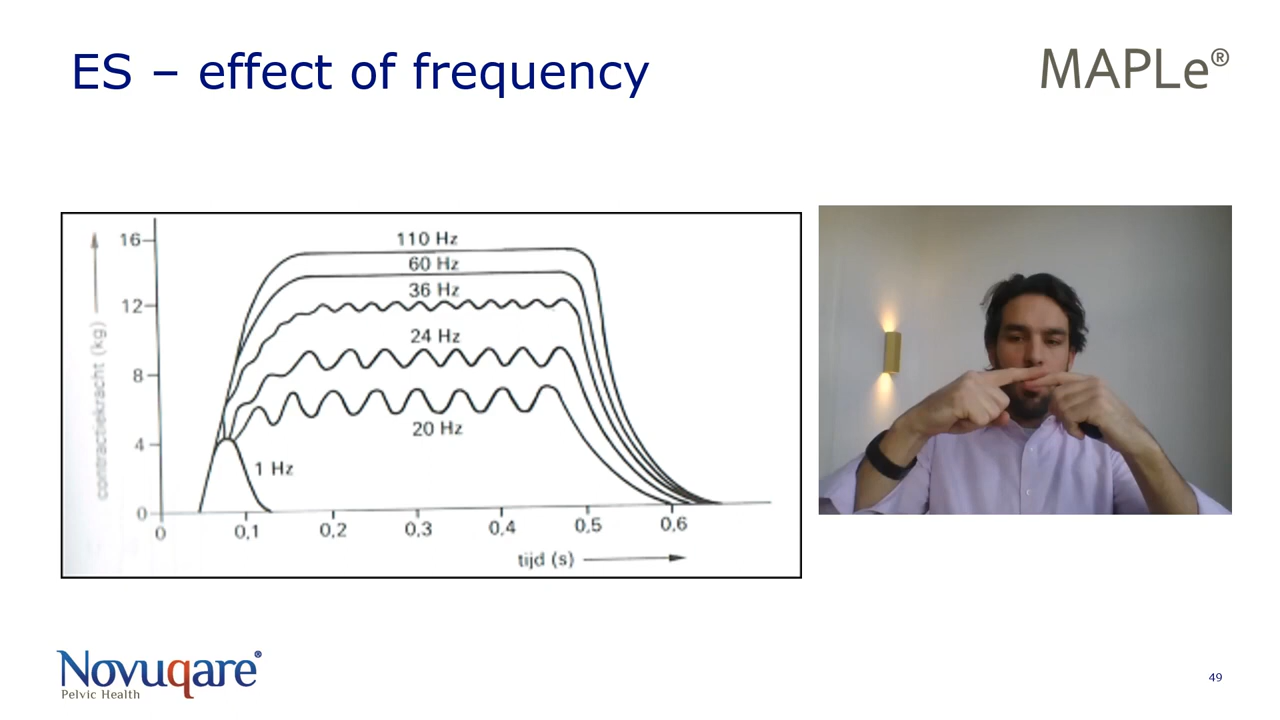 ES – effect of frequency
MAPLe®
contractiekracht (kg)
16
12
8
4
0
110 Hz
60 Hz
36 Hz
24 Hz
20 Hz
1 Hz
0 0,1 0,2 0,3 0,4 0,5 0,6
tijd (s)
Novuqare®
Pelvic Health
49